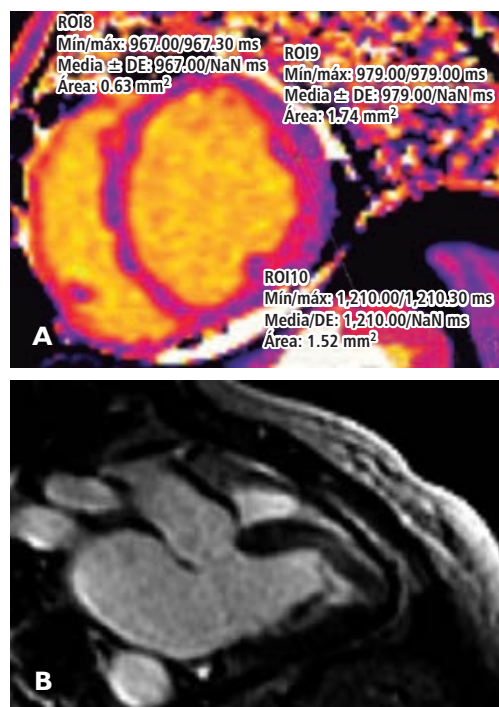 ROI8
Mín/máx: 967.00/967.30 ms
Media ± DE: 967.00/NaN ms
Área: 0.63 mm²
ROI9
Mín/máx: 979.00/979.00 ms
Media ± DE: 979.00/NaN ms
Área: 1.74 mm²
ROI10
Mín/máx: 1,210.00/1,210.30 ms
Media/DE: 1,210.00/NaN ms
Área: 1.52 mm²
A
B